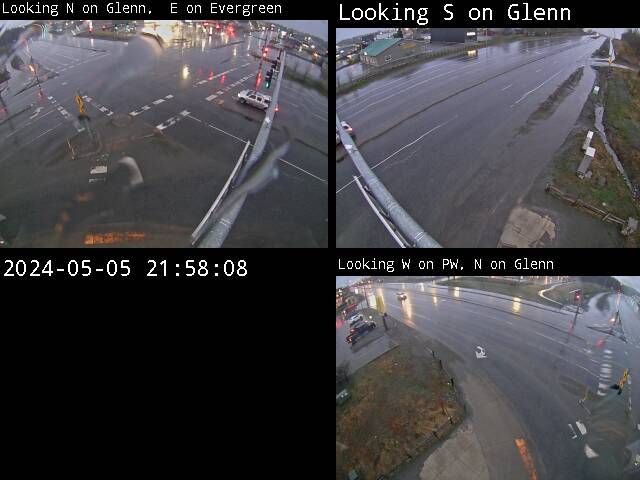 Looking N on Glenn,  E on Evergreen
Looking S on Glenn
2024-05-05 21:58:08
Looking W on PW, N on Glenn